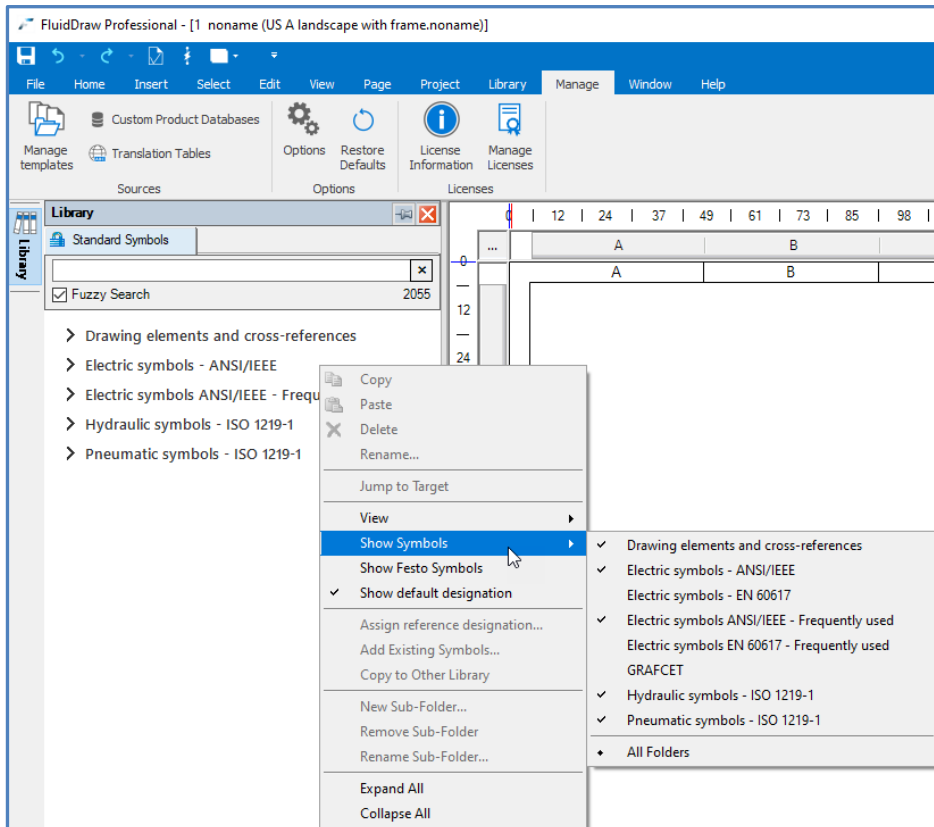 FluidDraw Professional - [1 noname (US A landscape with frame.noname)]
File Home Insert Select Edit View Page Project Library Manage Window Help
Manage templates
Custom Product Databases
Translation Tables
Sources
Options
Restore Defaults
Options
License Information
Manage Licenses
Licenses
Library
Library
Standard Symbols
Fuzzy Search 2055
Drawing elements and cross-references
Electric symbols - ANSI/IEEE
Electric symbols ANSI/IEEE - Frequ
Hydraulic symbols - ISO 1219-1
Pneumatic symbols - ISO 1219-1
0 12 24 37 49 61 73 85 98
... A B
A B
0
12
24
Copy
Paste
Delete
Rename...
Jump to Target
View
Show Symbols
Show Festo Symbols
Show default designation
Assign reference designation...
Add Existing Symbols...
Copy to Other Library
New Sub-Folder...
Remove Sub-Folder
Rename Sub-Folder...
Expand All
Collapse All
Drawing elements and cross-references
Electric symbols - ANSI/IEEE
Electric symbols - EN 60617
Electric symbols ANSI/IEEE - Frequently used
Electric symbols EN 60617 - Frequently used
GRAFCET
Hydraulic symbols - ISO 1219-1
Pneumatic symbols - ISO 1219-1
All Folders